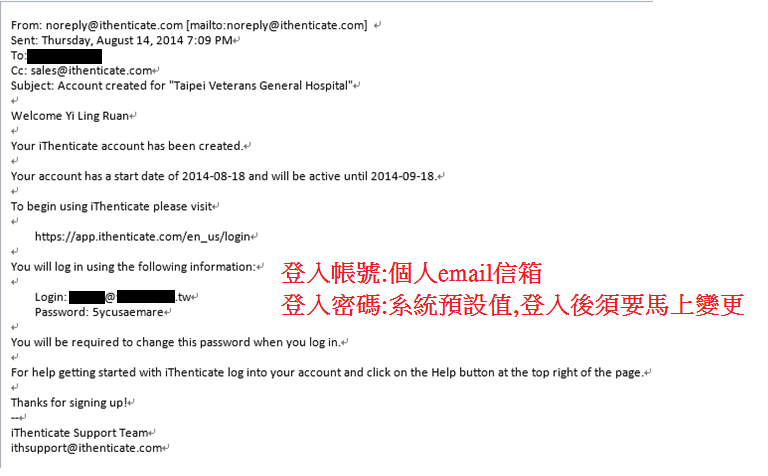 From: noreply@ithenticate.com [mailto:noreply@ithenticate.com]
Sent: Thursday, August 14, 2014 7:09 PM
To:
Cc: sales@ithenticate.com
Subject: Account created for "Taipei Veterans General Hospital"
Welcome Yi Ling Ruan
Your iThenticate account has been created.
Your account has a start date of 2014-08-18 and will be active until 2014-09-18.
To begin using iThenticate please visit
https://app.ithenticate.com/en_us/login
You will log in using the following information:
登入帳號:個人email信箱
Login: @ .tw
登入密碼:系統預設值,登入後須要馬上變更
Password: 5ycusaemare
You will be required to change this password when you log in.
For help getting started with iThenticate log into your account and click on the Help button at the top right of the page.
Thanks for signing up!
--
iThenticate Support Team
ithsupport@ithenticate.com